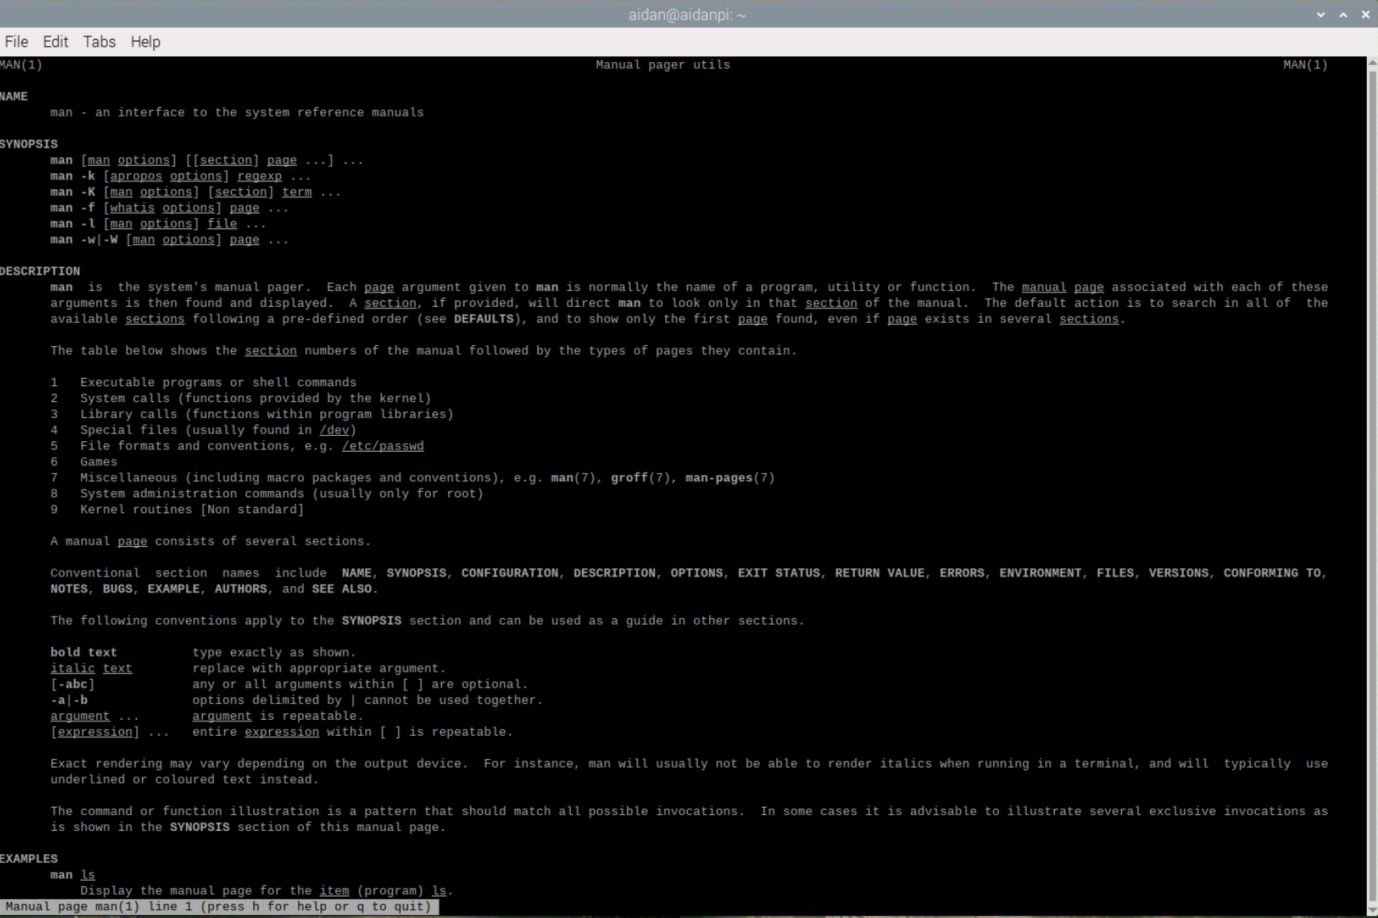 aidan@aidanpi: ~
File Edit Tabs Help
MAN(1) Manual pager utils MAN(1)
NAME
man - an interface to the system reference manuals
SYNOPSIS
man [man options] [[section] page ...] ...
man -k [apropos options] regexp ...
man -K [man options] [section] term ...
man -f [whatis options] page ...
man -l [man options] file ...
man -w|-W [man options] page ...
DESCRIPTION
man is the system's manual pager. Each page argument given to man is normally the name of a program, utility or function. The manual page associated with each of these
arguments is then found and displayed. A section, if provided, will direct man to look only in that section of the manual. The default action is to search in all of the
available sections following a pre-defined order (see DEFAULTS), and to show only the first page found, even if page exists in several sections.
The table below shows the section numbers of the manual followed by the types of pages they contain.
1 Executable programs or shell commands
2 System calls (functions provided by the kernel)
3 Library calls (functions within program libraries)
4 Special files (usually found in /dev)
5 File formats and conventions, e.g. /etc/passwd
6 Games
7 Miscellaneous (including macro packages and conventions), e.g. man(7), groff(7), man-pages(7)
8 System administration commands (usually only for root)
9 Kernel routines [Non standard]
A manual page consists of several sections.
Conventional section names include NAME, SYNOPSIS, CONFIGURATION, DESCRIPTION, OPTIONS, EXIT STATUS, RETURN VALUE, ERRORS, ENVIRONMENT, FILES, VERSIONS, CONFORMING TO,
NOTES, BUGS, EXAMPLE, AUTHORS, and SEE ALSO.
The following conventions apply to the SYNOPSIS section and can be used as a guide in other sections.
bold text type exactly as shown.
italic text replace with appropriate argument.
[-abc] any or all arguments within [ ] are optional.
-a|-b options delimited by | cannot be used together.
argument ... argument is repeatable.
[expression] ... entire expression within [ ] is repeatable.
Exact rendering may vary depending on the output device. For instance, man will usually not be able to render italics when running in a terminal, and will typically use
underlined or coloured text instead.
The command or function illustration is a pattern that should match all possible invocations. In some cases it is advisable to illustrate several exclusive invocations as
is shown in the SYNOPSIS section of this manual page.
EXAMPLES
man ls
Display the manual page for the item (program) ls.
Manual page man(1) line 1 (press h for help or q to quit)